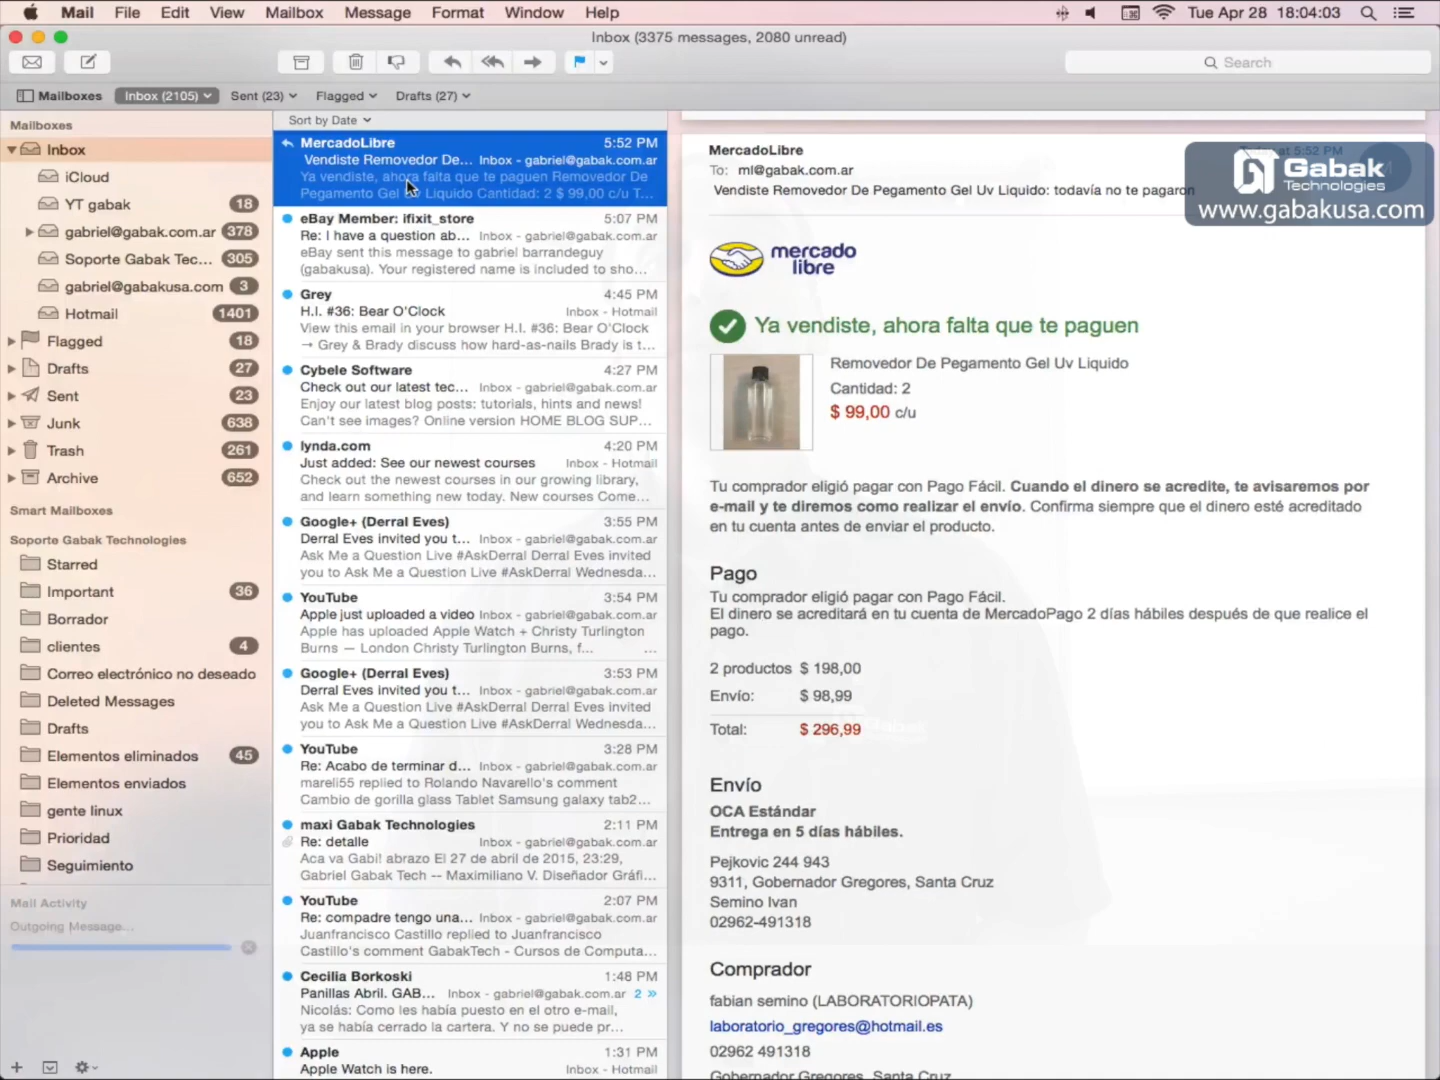 Mail File Edit View Mailbox Message Format Window Help Tue Apr 28 18:04:03
Inbox (3375 messages, 2080 unread)
Search
Mailboxes Inbox (2105) Sent (23) Flagged Drafts (27)
Mailboxes
Inbox
iCloud
YT gabak 18
gabriel@gabak.com.ar 378
Soporte Gabak Tec... 305
gabriel@gabakusa.com 3
Hotmail 1401
Flagged 18
Drafts 27
Sent 23
Junk 638
Trash 261
Archive 652
Smart Mailboxes
Soporte Gabak Technologies
Starred
Important 36
Borrador
clientes 4
Correo electrónico no deseado
Deleted Messages
Drafts
Elementos eliminados 45
Elementos enviados
gente linux
Prioridad
Seguimiento
Mail Activity
Outgoing Message...
Sort by Date
MercadoLibre 5:52 PM
Vendiste Removedor De... Inbox - gabriel@gabak.com.ar
Ya vendiste, ahora falta que te paguen Removedor De
Pegamento Gel Uv Liquido Cantidad: 2 $ 99,00 c/u T...
eBay Member: ifixit_store 5:07 PM
Re: I have a question ab... Inbox - gabriel@gabak.com.ar
eBay sent this message to gabriel barrandeguy
(gabakusa). Your registered name is included to sho...
Grey 4:45 PM
H.I. #36: Bear O'Clock Inbox - Hotmail
View this email in your browser H.I. #36: Bear O'Clock
→ Grey & Brady discuss how hard-as-nails Brady is t...
Cybele Software 4:27 PM
Check out our latest tec... Inbox - gabriel@gabak.com.ar
Enjoy our latest blog posts: tutorials, hints and news!
Can't see images? Online version HOME BLOG SUP...
lynda.com 4:20 PM
Just added: See our newest courses Inbox - Hotmail
Check out the newest courses in our growing library,
and learn something new today. New courses Come...
Google+ (Derral Eves) 3:55 PM
Derral Eves invited you t... Inbox - gabriel@gabak.com.ar
Ask Me a Question Live #AskDerral Derral Eves invited
you to Ask Me a Question Live #AskDerral Wednesda...
YouTube 3:54 PM
Apple just uploaded a video Inbox - gabriel@gabak.com.ar
Apple has uploaded Apple Watch + Christy Turlington
Burns — London Christy Turlington Burns, f... ...
Google+ (Derral Eves) 3:53 PM
Derral Eves invited you t... Inbox - gabriel@gabak.com.ar
Ask Me a Question Live #AskDerral Derral Eves invited
you to Ask Me a Question Live #AskDerral Wednesda...
YouTube 3:28 PM
Re: Acabo de terminar d... Inbox - gabriel@gabak.com.ar
mareli55 replied to Rolando Navarello's comment
Cambio de gorilla glass Tablet Samsung galaxy tab2...
maxi Gabak Technologies 2:11 PM
Re: detalle Inbox - gabriel@gabak.com.ar
Aca va Gabi! abrazo El 27 de abril de 2015, 23:29,
Gabriel Gabak Tech -- Maximiliano V. Diseñador Gráfi...
YouTube 2:07 PM
Re: compadre tengo una... Inbox - gabriel@gabak.com.ar
Juanfrancisco Castillo replied to Juanfrancisco
Castillo's comment GabakTech - Cursos de Computa...
Cecilia Borkoski 1:48 PM
Panillas Abril. GAB... Inbox - gabriel@gabak.com.ar 2 »
Nicolás: Como les había puesto en el otro e-mail,
ya se había cerrado la cartera. Y no se puede pr...
Apple 1:31 PM
Apple Watch is here. Inbox - Hotmail
MercadoLibre
To: ml@gabak.com.ar
Vendiste Removedor De Pegamento Gel Uv Liquido: todavía no te pagaron
Gabak
Technologies
www.gabakusa.com
mercado
libre
Ya vendiste, ahora falta que te paguen
Removedor De Pegamento Gel Uv Liquido
Cantidad: 2
$ 99,00 c/u
Tu comprador eligió pagar con Pago Fácil. Cuando el dinero se acredite, te avisaremos por
e-mail y te diremos como realizar el envío. Confirma siempre que el dinero esté acreditado
en tu cuenta antes de enviar el producto.
Pago
Tu comprador eligió pagar con Pago Fácil.
El dinero se acreditará en tu cuenta de MercadoPago 2 días hábiles después de que realice el
pago.
2 productos $ 198,00
Envío: $ 98,99
Total: $ 296,99
Envío
OCA Estándar
Entrega en 5 días hábiles.
Pejkovic 244 943
9311, Gobernador Gregores, Santa Cruz
Semino Ivan
02962-491318
Comprador
fabian semino (LABORATORIOPATA)
laboratorio_gregores@hotmail.es
02962 491318
Gobernador Gregores, Santa Cruz